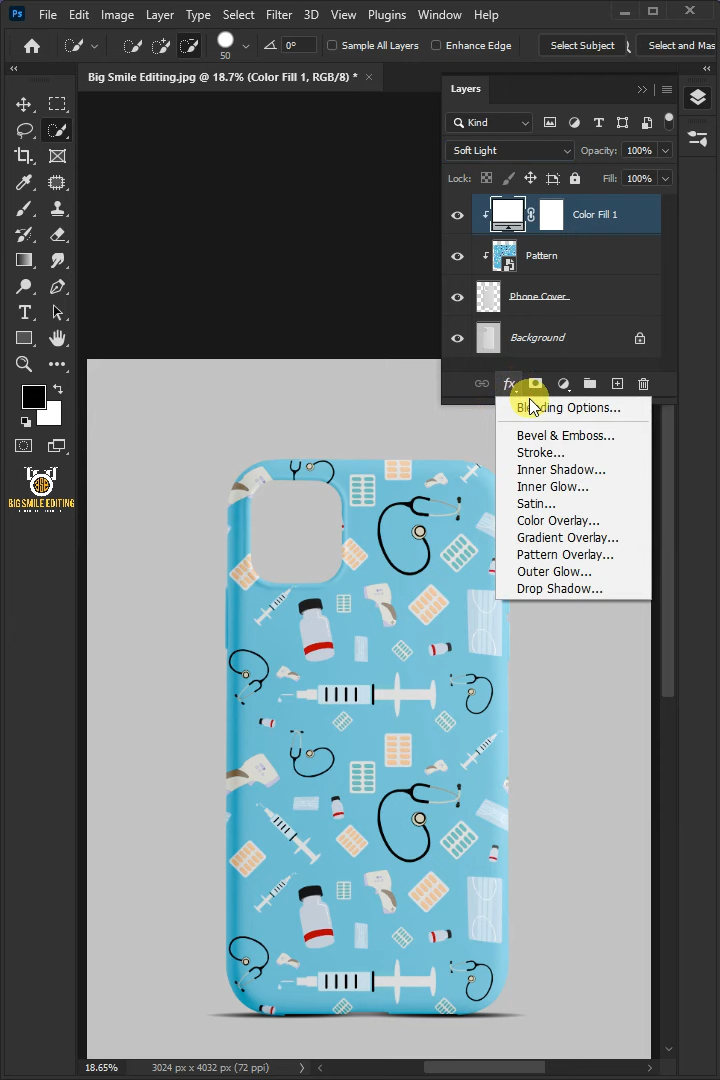 Ps File Edit Image Layer Type Select Filter 3D View Plugins Window Help
50 0° Sample All Layers Enhance Edge Select Subject Select and Mas
Big Smile Editing.jpg @ 18.7% (Color Fill 1, RGB/8) *
Layers
Kind
Soft Light Opacity: 100%
Lock: Fill: 100%
Color Fill 1
Pattern
Phone Cover
Background
fx
Blending Options...
Bevel & Emboss...
Stroke...
Inner Shadow...
Inner Glow...
Satin...
Color Overlay...
Gradient Overlay...
Pattern Overlay...
Outer Glow...
Drop Shadow...
BIG SMILE EDITING
18.65% 3024 px x 4032 px (72 ppi)